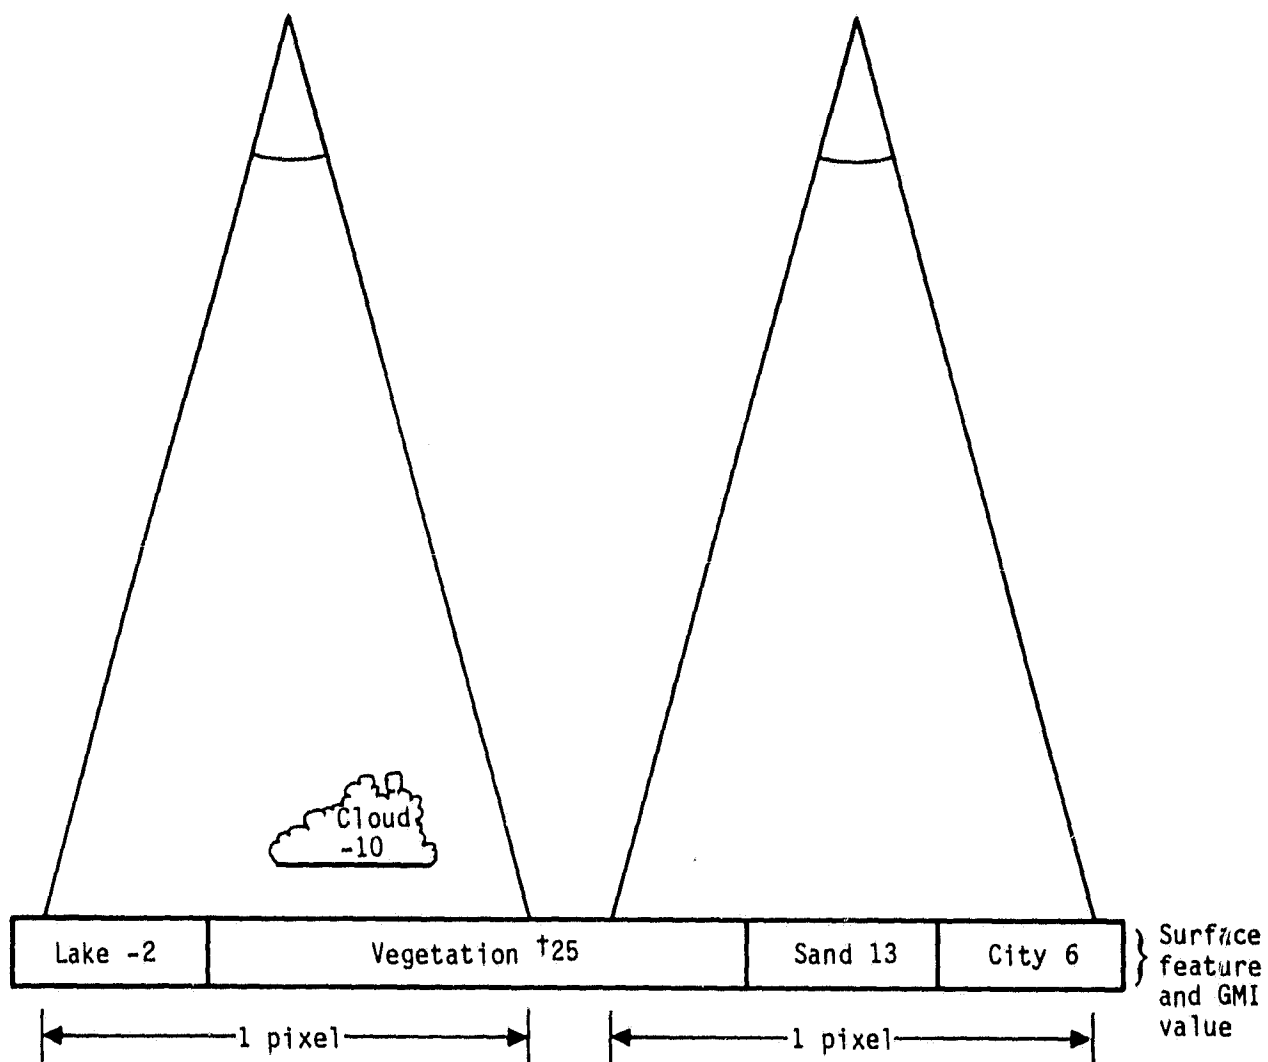 Cloud
-10
Lake -2
Vegetation †25
Sand 13
City 6
Surface
feature
and GMI
value
1 pixel
1 pixel